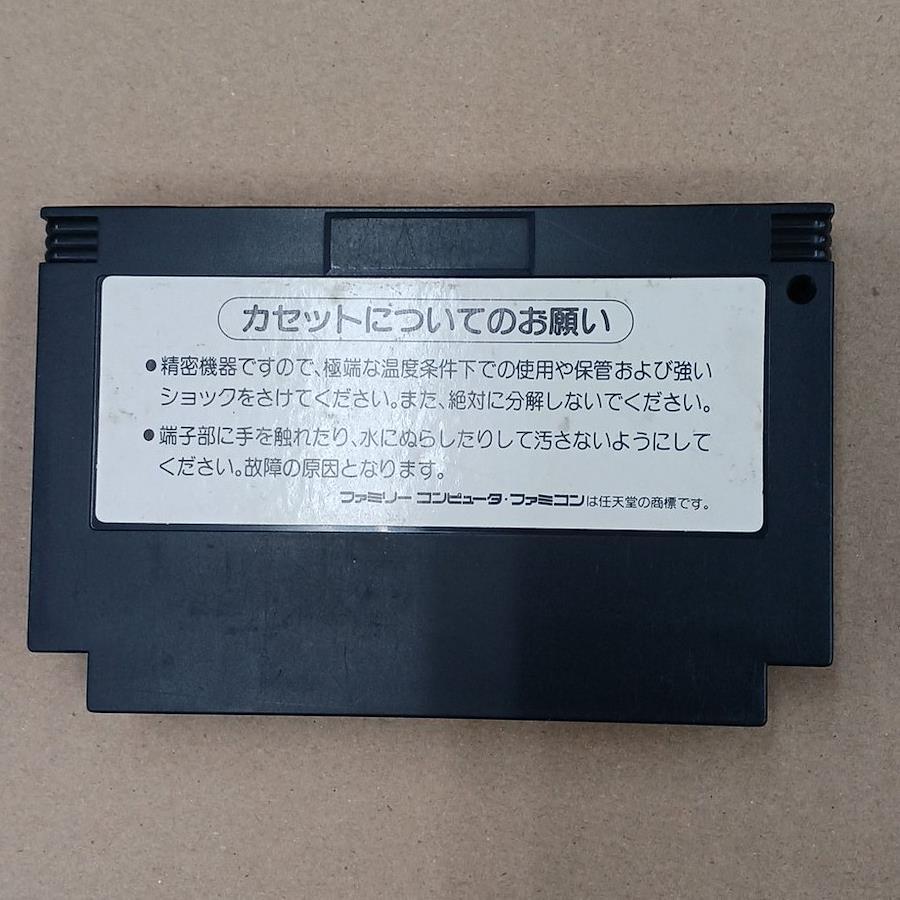 カセットについてのお願い
●精密機器ですので、極端な温度条件下での使用や保管および強い
ショックをさけてください。また、絶対に分解しないでください。
●端子部に手を触れたり、水にぬらしたりして汚さないようにして
ください。故障の原因となります。
ファミリー コンピュータ・ファミコンは任天堂の商標です。